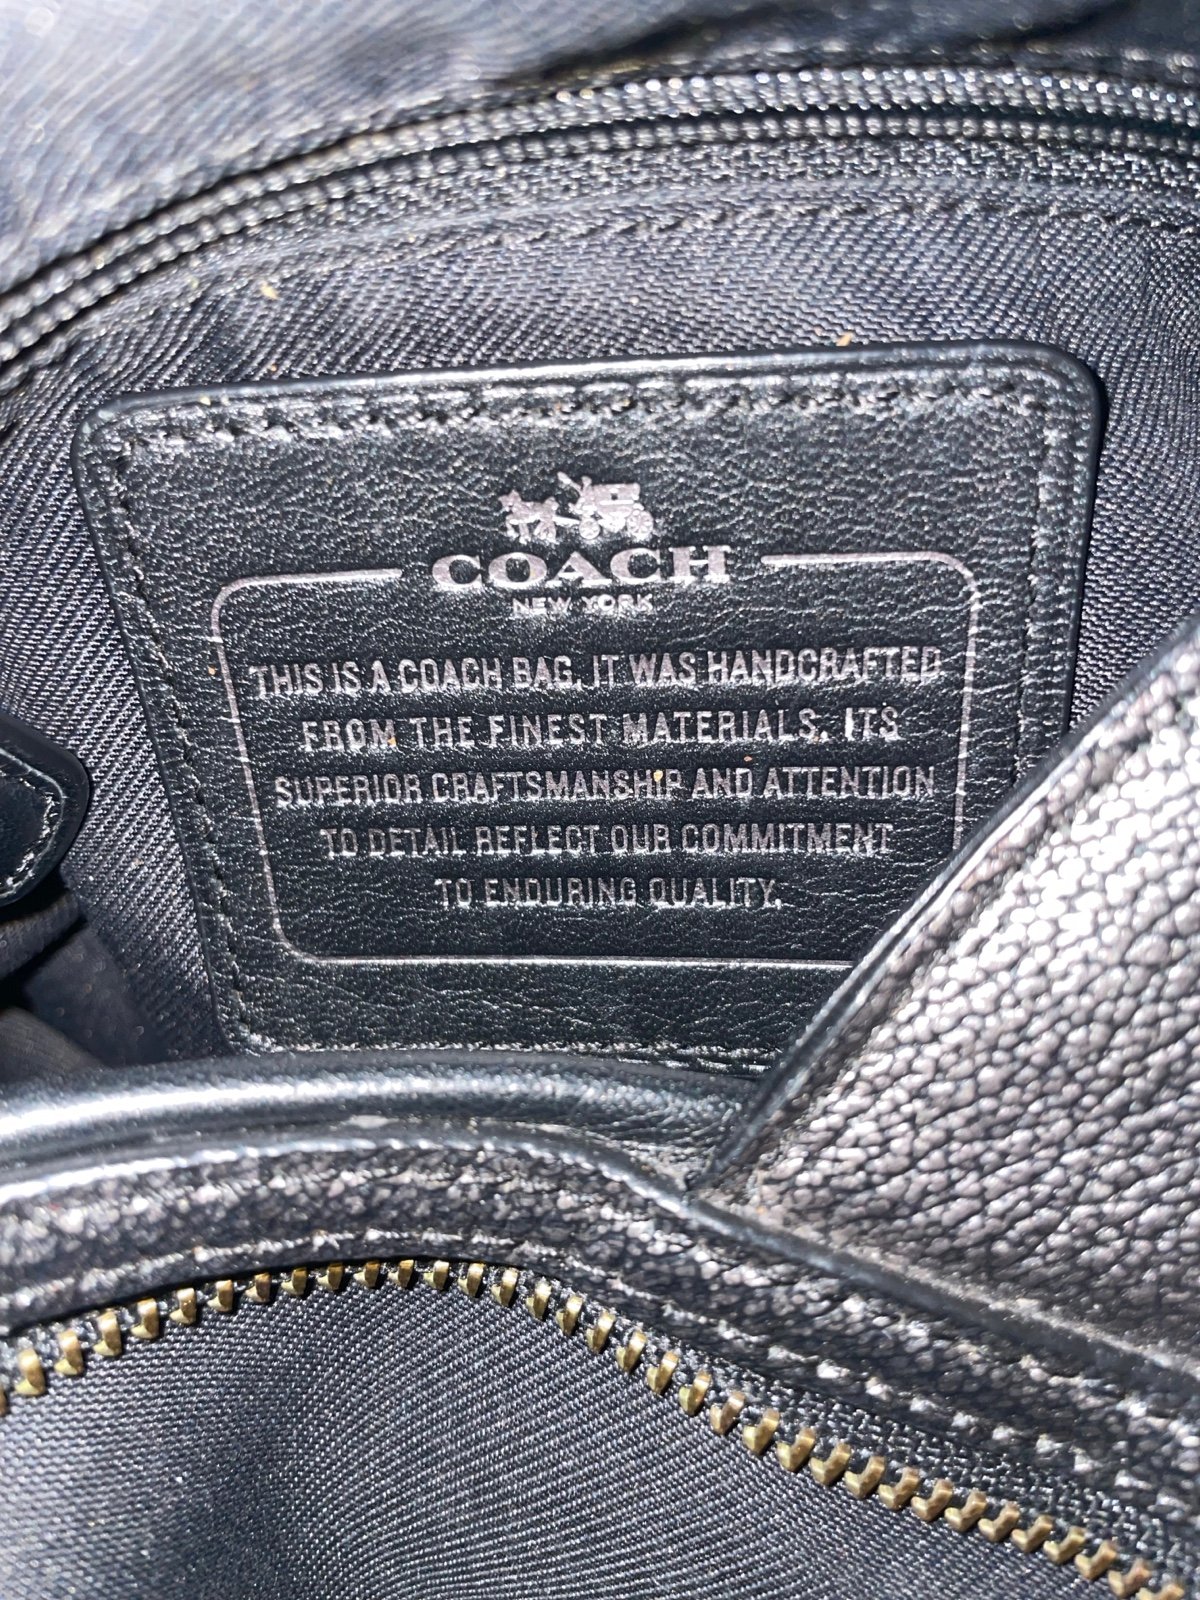 COACH
NEW YORK
THIS IS A COACH BAG. IT WAS HANDCRAFTED
FROM THE FINEST MATERIALS. ITS
SUPERIOR CRAFTSMANSHIP AND ATTENTION
TO DETAIL REFLECT OUR COMMITMENT
TO ENDURING QUALITY.